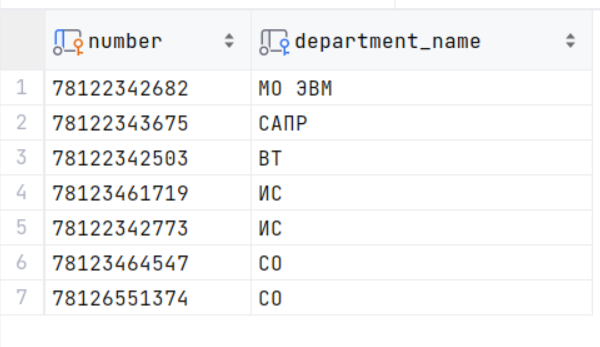 number department_name
1 78122342682 МО ЭВМ
2 78122343675 САПР
3 78122342503 ВТ
4 78123461719 ИС
5 78122342773 ИС
6 78123464547 СО
7 78126551374 СО